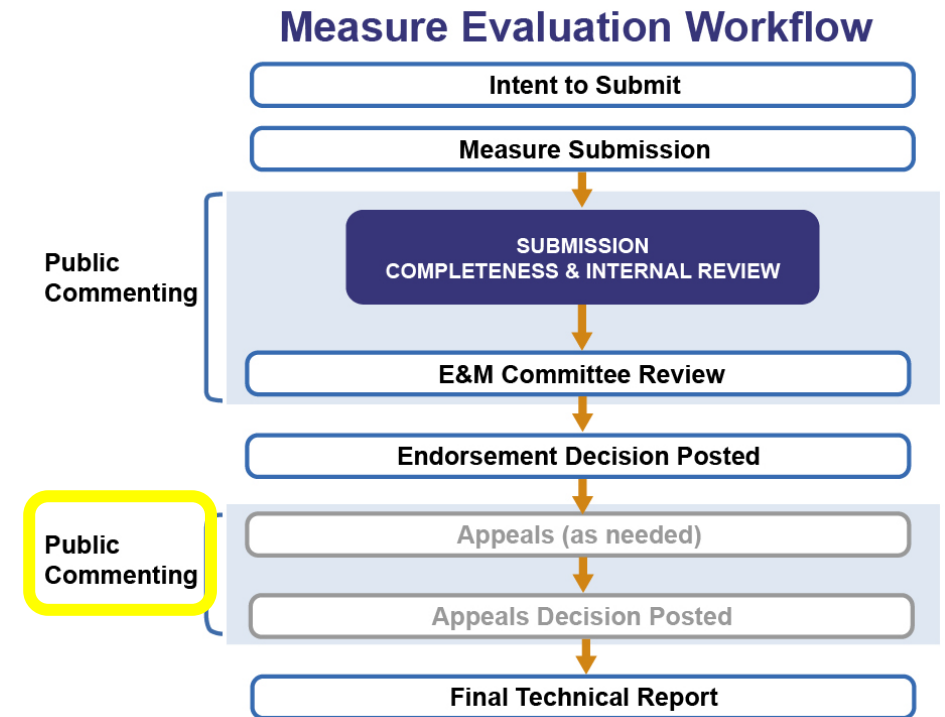 Measure Evaluation Workflow
Intent to Submit
Measure Submission
Public
Commenting
SUBMISSION
COMPLETENESS & INTERNAL REVIEW
E&M Committee Review
Endorsement Decision Posted
Public
Commenting
Appeals (as needed)
Appeals Decision Posted
Final Technical Report